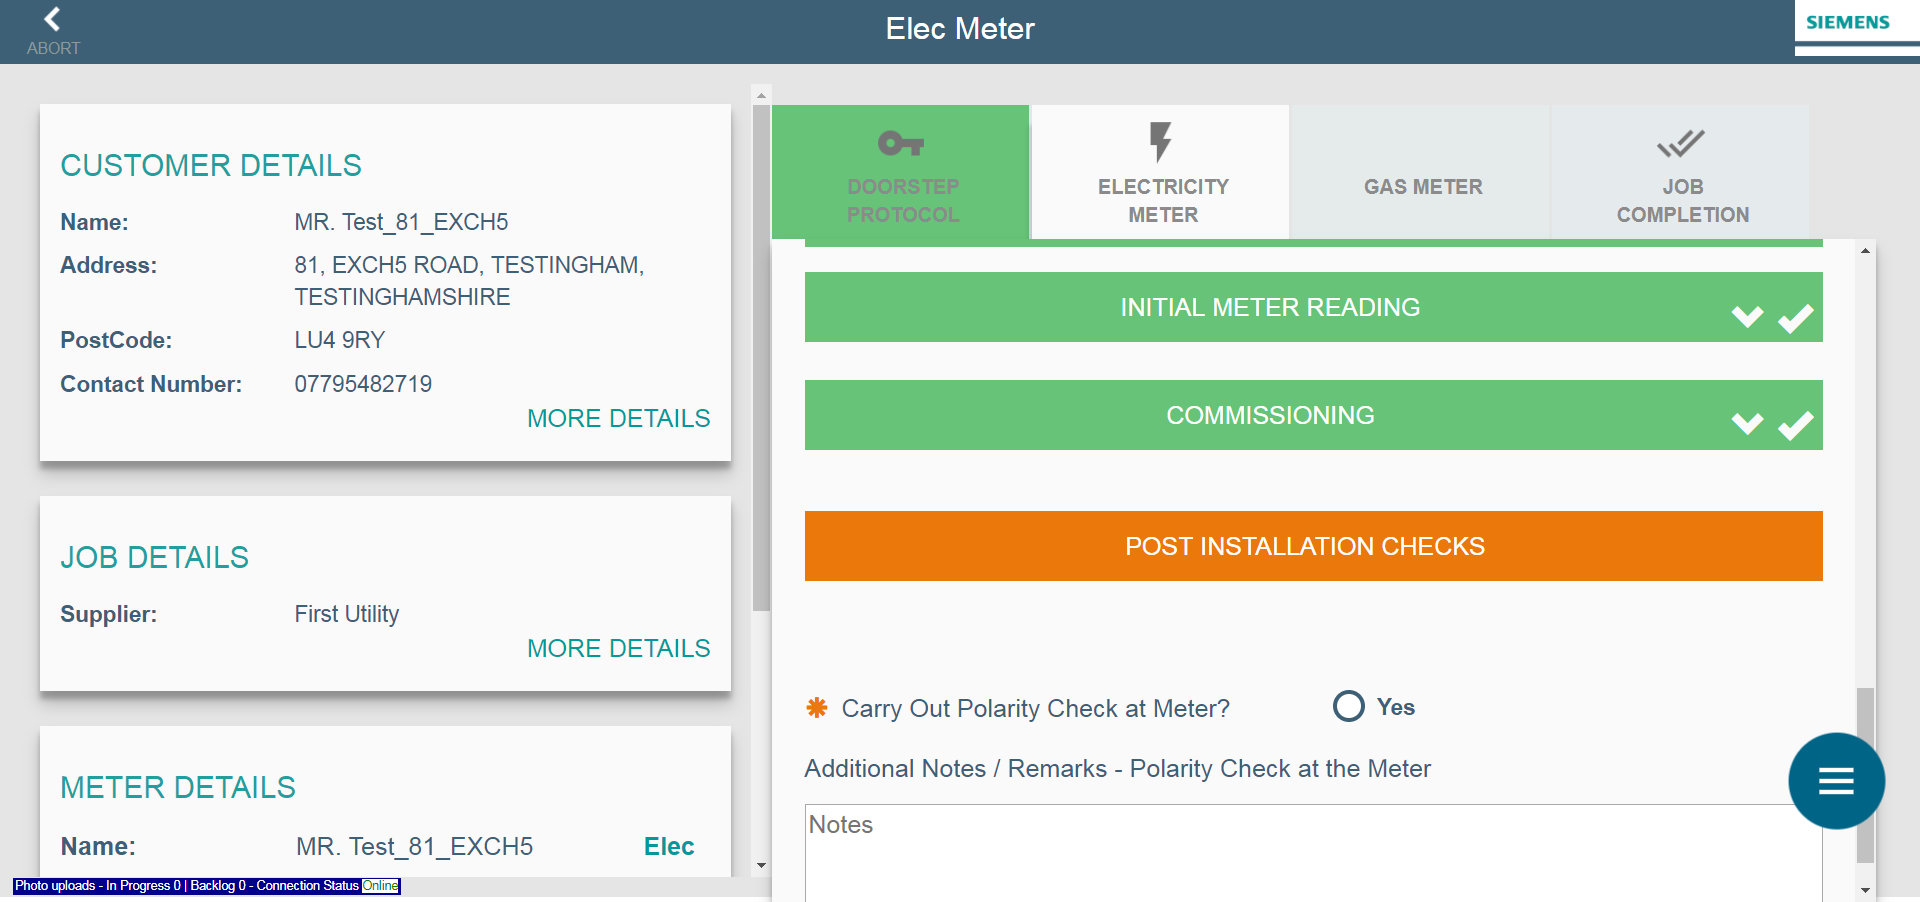 ABORT
Elec Meter
SIEMENS
CUSTOMER DETAILS
Name: MR. Test_81_EXCH5
Address: 81, EXCH5 ROAD, TESTINGHAM,
TESTINGHAMSHIRE
PostCode: LU4 9RY
Contact Number: 07795482719
MORE DETAILS
JOB DETAILS
Supplier: First Utility
MORE DETAILS
METER DETAILS
Name: MR. Test_81_EXCH5 Elec
Photo uploads - In Progress 0 | Backlog 0 - Connection Status Online
DOORSTEP
PROTOCOL
ELECTRICITY
METER
GAS METER
JOB
COMPLETION
INITIAL METER READING
COMMISSIONING
POST INSTALLATION CHECKS
Carry Out Polarity Check at Meter? Yes
Additional Notes / Remarks - Polarity Check at the Meter
Notes